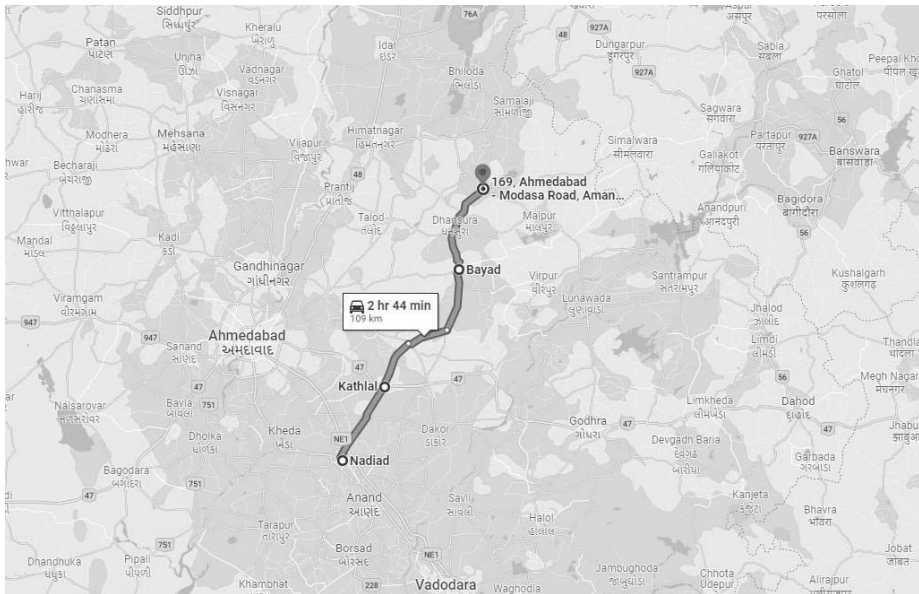 Siddhpur
સિદ્ધપુર
76A
Kheralu
ખેરાળુ
Idar
ઇડર
48
Dungarpur
डूंगरपुर
927A
Sabla
साबला
Peepal
Patan
પાટણ
Unjha
ઊંઝા
Vadnagar
વડનગર
Bhiloda
ભિલોડા
927A
Ghatol
घाटोल
Harij
હારીજ
Chanasma
ચાણસ્મા
Visnagar
વિસનગર
Samalaji
સામળાજી
Sagwara
सागवारा
56
Modhera
મોઢેરા
Mehsana
મહેસાણા
Vijapur
વિજાપુર
Himatnagar
હિંમતનગર
Simalwara
सीमलवारा
Galiakot
गलियाकोट
Partapur
परतापुर
927A
Banswara
बांसवाड़ा
Becharaji
બેચરાજી
48
Prantij
પ્રાંતીજ
169, Ahmedabad
- Modasa Road, Aman...
Bagidora
बागीदौरा
Vitthalapur
વિઠ્ઠલાપુર
Kadi
કડી
Talod
તલોદ
Dhansura
Malpur
માલપુર
Anandpuri
आनंदपुरी
56
Mandal
માંડલ
Gandhinagar
ગાંધીનગર
Bayad
Virpur
વીરપુર
Santrampur
સંતરામપુર
Kushalgarh
कुशलगढ़
Viramgam
વીરમગામ
2 hr 44 min
109 km
Lunawada
લુણાવાડા
Jhalod
ઝાલોદ
947
Sanand
સાણંદ
947
Ahmedabad
અમદાવાદ
Limdi
લીમડી
Thandla
47
Kathlal
47
56
Megh Nagar
मेघनगर
Nalsarovar
નળસરોવર
Bavla
બાવલા
751
Limkheda
લીમખેડા
Dahod
દાહોદ
Dholka
ધોળકા
Kheda
ખેડા
NE1
Dakor
ડાકોર
Godhra
ગોધરા
47
Devgadh Baria
દેવગઢ બારીયા
Garbada
ગરબાડા
Bagodara
બગોદરા
751
Nadiad
47
Anand
આણંદ
Savli
સાવલી
Kanjeta
કંજેટા
Bhavra
भाँवरा
Tarapur
તારાપુર
Halol
હાલોલ
Dhandhuka
ધંધુકા
Pipali
પીપળી
751
Borsad
બોરસદ
NE1
Jambughoda
જાંબુઘોડા
Jobat
जोबट
Khambhat
228
Vadodara
Waghodia
Chhota
Udepur
Alirajpur